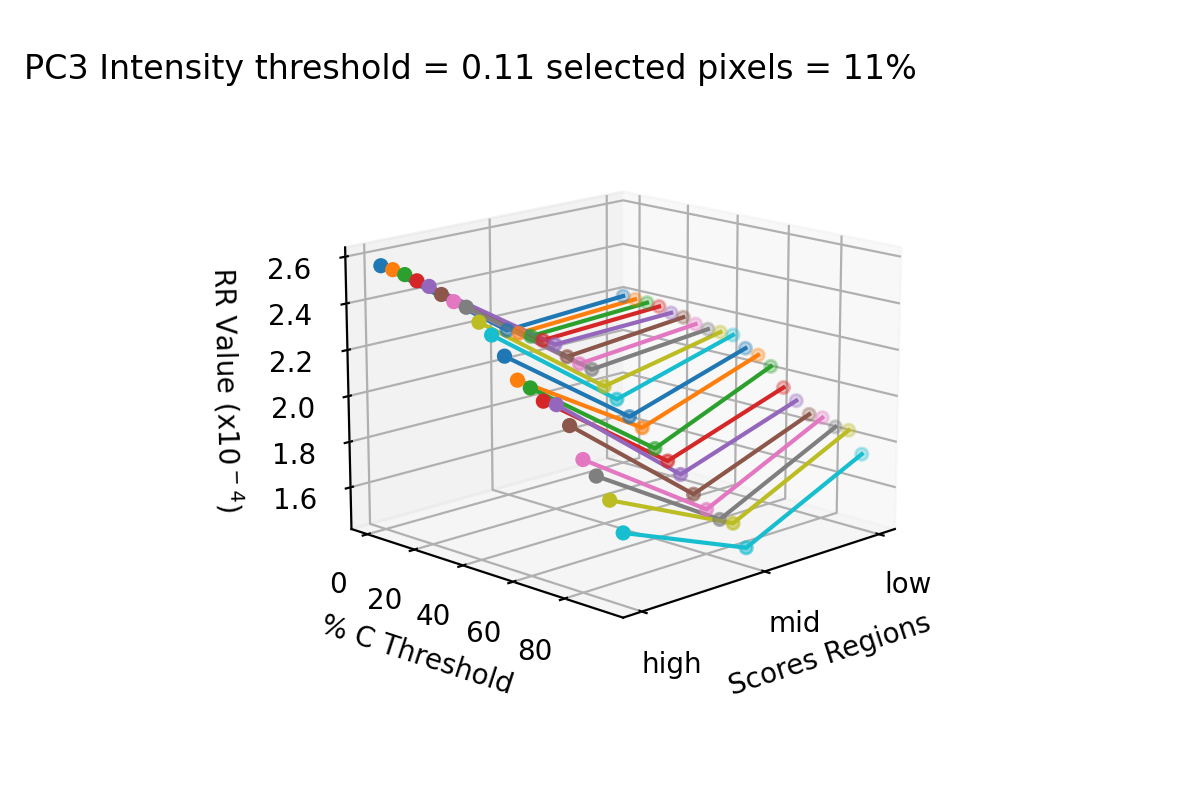 PC3 Intensity threshold = 0.11 selected pixels = 11%
2.6
2.4
2.2
2.0
1.8
1.6
RR Value (x10⁻⁴)
0
20
40
60
80
% C Threshold
high
mid
low
Scores Regions